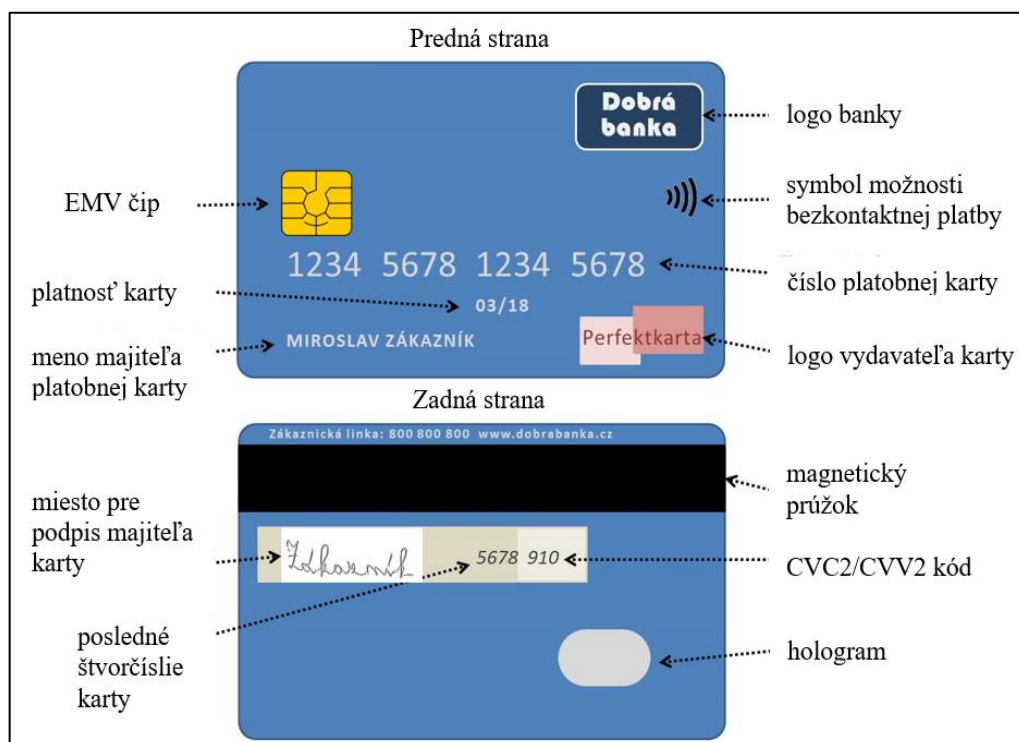 Predná strana
Dobrá
banka
logo banky
EMV čip
symbol možnosti
bezkontaktnej platby
1234 5678 1234 5678
číslo platobnej karty
platnosť karty
03/18
meno majiteľa
platobnej karty
MIROSLAV ZÁKAZNÍK
Perfektkarta
logo vydavateľa karty
Zadná strana
Zákaznická linka: 800 800 800 www.dobrabanka.cz
magnetický
prúžok
miesto pre
podpis majiteľa
karty
Zákazník
5678 910
CVC2/CVV2 kód
posledné
štvorčíslie
karty
hologram